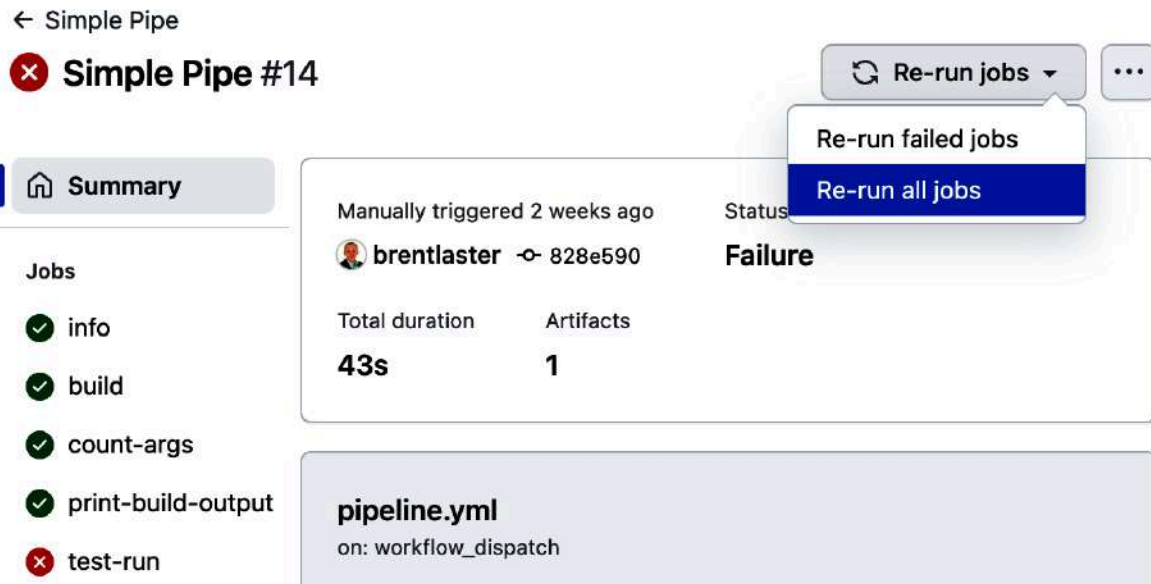 ← Simple Pipe
Simple Pipe #14
Re-run jobs
Re-run failed jobs
Re-run all jobs
Summary
Jobs
info
build
count-args
print-build-output
test-run
Manually triggered 2 weeks ago
brentlaster 828e590
Status
Failure
Total duration
43s
Artifacts
1
pipeline.yml
on: workflow_dispatch